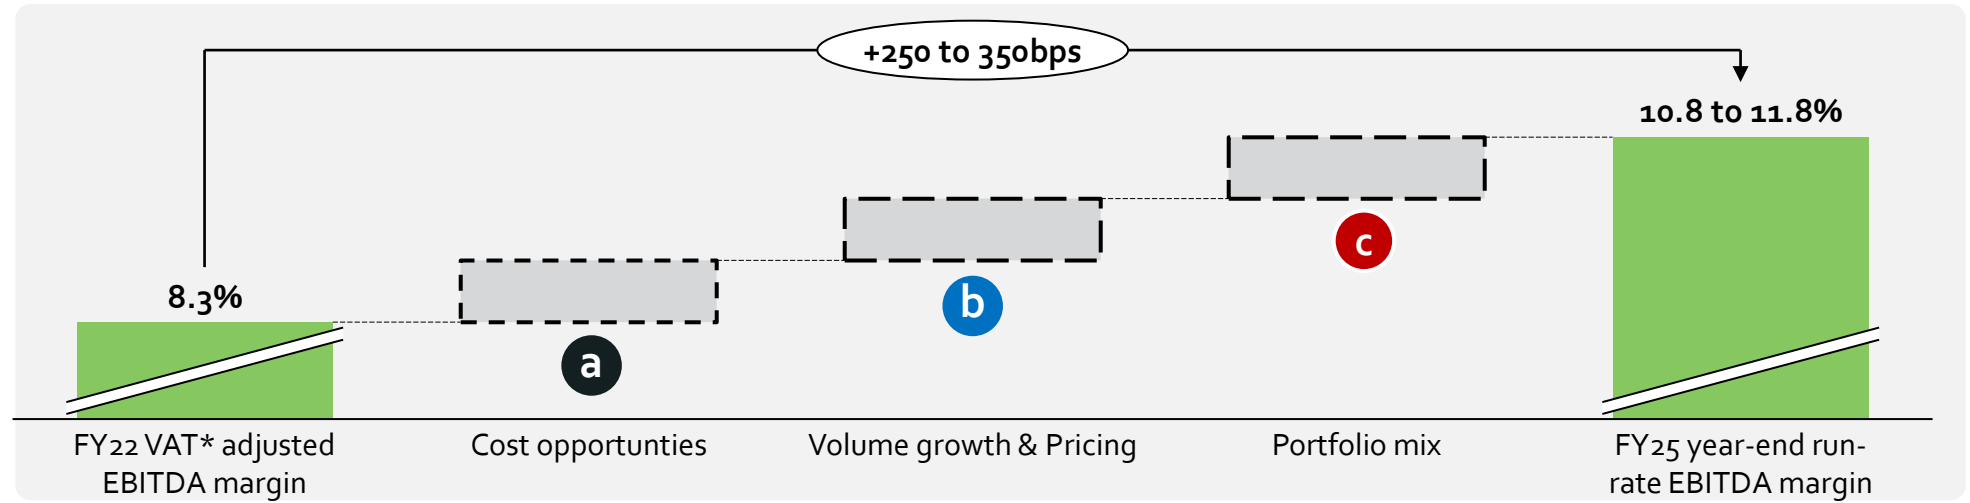 +250 to 350bps
10.8 to 11.8%
8.3%
a
b
c
FY22 VAT* adjusted
EBITDA margin
Cost opportunties
Volume growth & Pricing
Portfolio mix
FY25 year-end run-
rate EBITDA margin